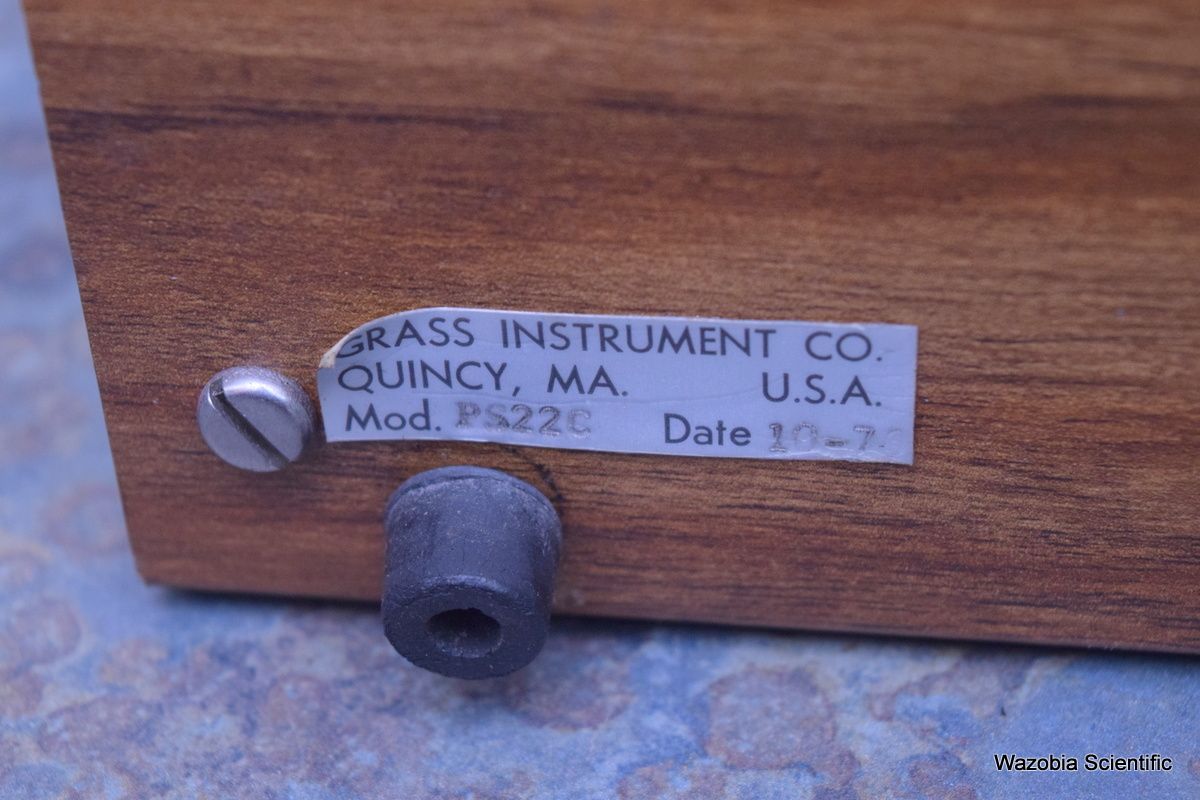 GRASS INSTRUMENT CO.
QUINCY, MA. U.S.A.
Mod. PS22C Date
Wazobia Scientific